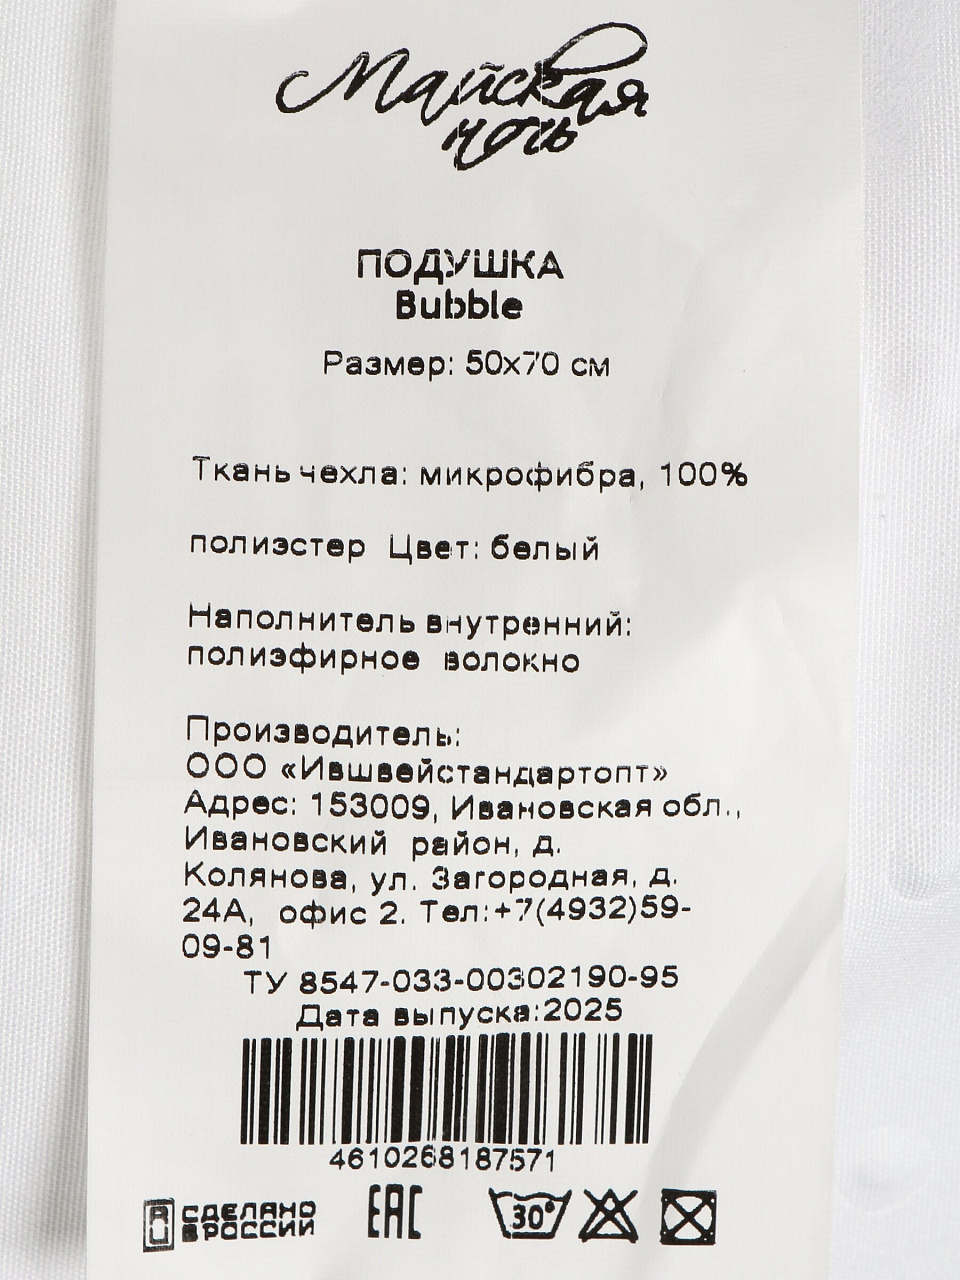 Майская
ночь
ПОДУШКА
Bubble
Размер: 50x70 см
Ткань чехла: микрофибра, 100%
полиэстер Цвет: белый
Наполнитель внутренний:
полиэфирное волокно
Производитель:
ООО «Ившвейстандартопт»
Адрес: 153009, Ивановская обл.,
Ивановский район, д.
Колянова, ул. Загородная, д.
24А, офис 2. Тел:+7(4932)59-
09-81
ТУ 8547-033-00302190-95
Дата выпуска:2025
4610268187571
СДЕЛАНО
В РОССИИ
EAC
30°